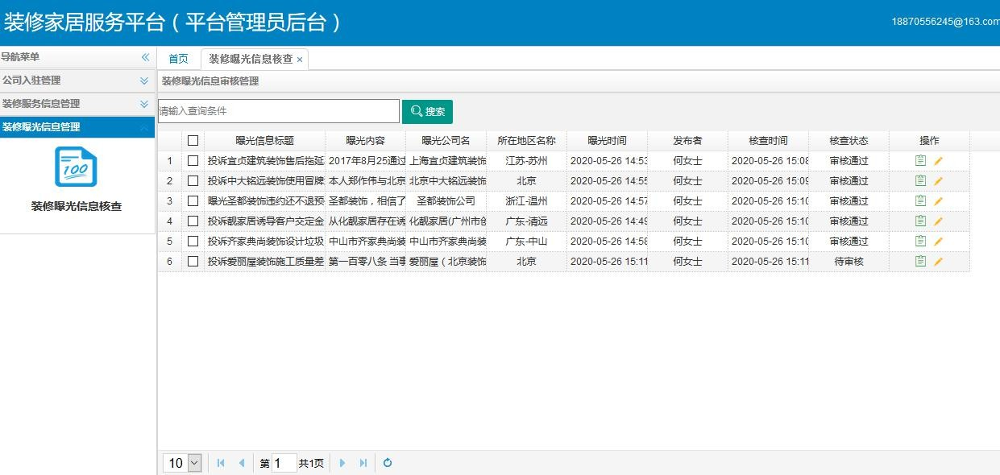 装修家居服务平台（平台管理员后台）
18870556245@163.com
导航菜单
首页 装修曝光信息核查
公司入驻管理
装修曝光信息审核管理
装修服务信息管理
请输入查询条件 搜索
装修曝光信息管理
100
装修曝光信息核查
曝光信息标题 曝光内容 曝光公司名 所在地区名称 曝光时间 发布者 核查时间 核查状态 操作
1 投诉宜贞建筑装饰售后拖延 2017年8月25通过 上海宜贞建筑装饰 江苏-苏州 2020-05-26 14:53 何女士 2020-05-26 15:08 审核通过
2 投诉中大铭远装饰使用冒牌 本人郑作伟与北京 北京中大铭远装饰 北京 2020-05-26 14:55 何女士 2020-05-26 15:09 审核通过
3 曝光圣都装饰违约还不退预 圣都装饰，相信了 圣都装饰公司 浙江-温州 2020-05-26 14:57 何女士 2020-05-26 15:10 审核通过
4 投诉靓家居诱导客户交定金 从化靓家居存在诱 化靓家居(广州市创 广东-清远 2020-05-26 14:49 何女士 2020-05-26 15:10 审核通过
5 投诉齐家典尚装饰设计垃圾 中山市齐家典尚装 中山市齐家典尚装 广东-中山 2020-05-26 14:58 何女士 2020-05-26 15:10 审核通过
6 投诉爱丽屋装饰施工质量差 第一百零八条 当事 爱丽屋（北京装饰 北京 2020-05-26 15:11 何女士 2020-05-26 15:11 待审核
10 第 1 共1页